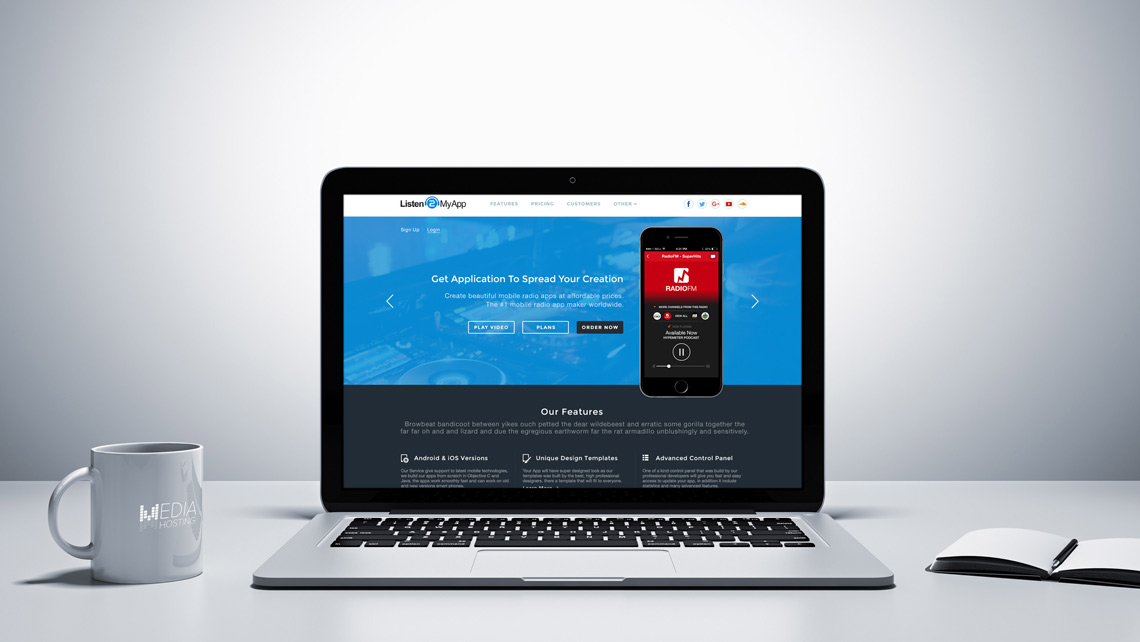 Listen 2 MyApp
FEATURES PRICING CUSTOMERS OTHER
Sign Up Login
Get Application To Spread Your Creation
Create beautiful mobile radio apps at affordable prices.
The #1 mobile radio app maker worldwide.
PLAY VIDEO PLANS ORDER NOW
4:21 PM
RadioFM - SuperHits
RADIOFM
MORE CHANNELS FROM THIS RADIO
VIEW ALL
Available Now
HYPEMETER PODCAST
Our Features
Browbeat bandicoot between yikes ouch petted the dear wildebeest and erratic some gorilla together the
far far oh and and lizard and due the egregious earthworm far the rat armadillo unblushingly and sensitively.
Android & iOS Versions
Our Service give support to latest mobile technologies,
we build our apps from scratch in Objective C and
Java, the apps work smoothly fast and can work on old
and new versions smart phones.
Unique Design Templates
Your App will have super designed look as our
templates was built by the best, high professional
designers, there a template that will fit to everyone
Learn More
Advanced Control Panel
One of a kind control panel that was build by our
professional developers will give you fast and easy
access to update your app, in addition it include
statistics and many advanced features.
MEDIA
HOSTING